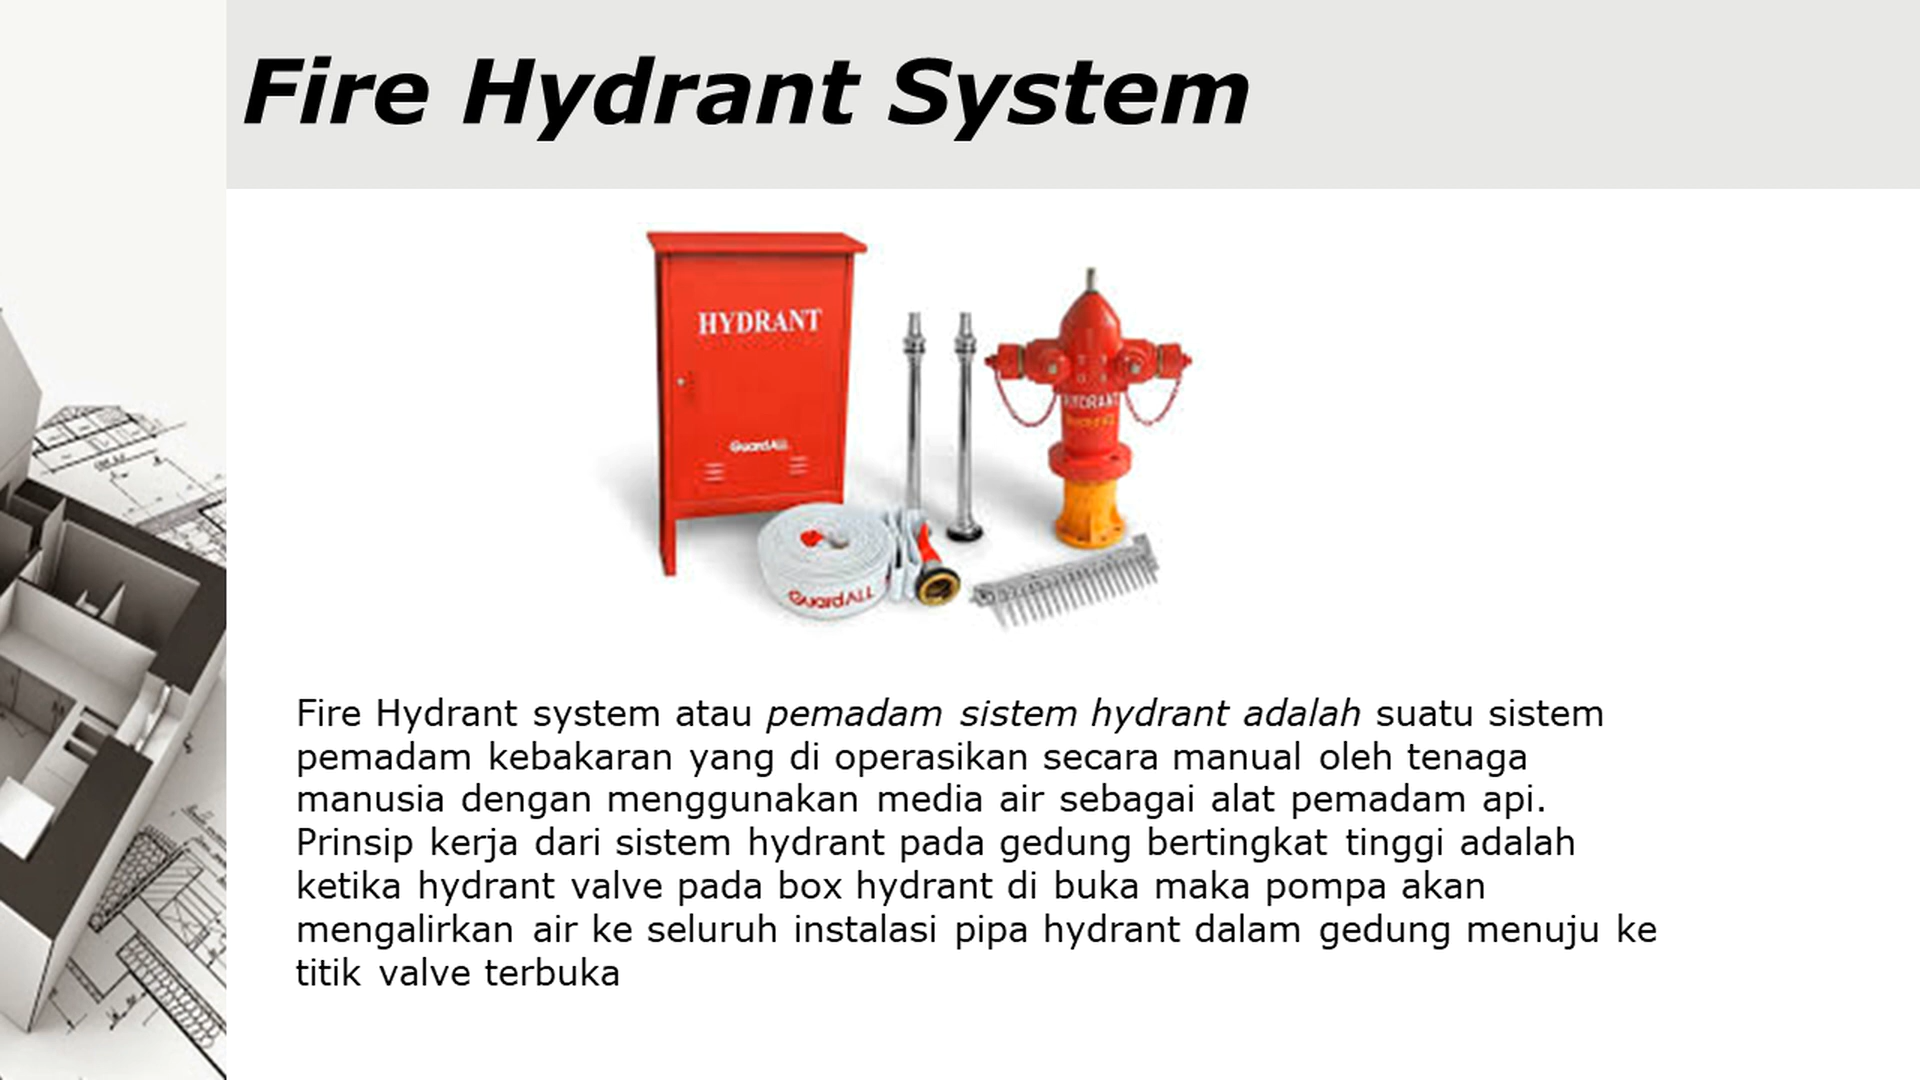 Fire Hydrant System
HYDRANT
GuardALL
HYDRANT
GuardALL
Fire Hydrant system atau pemadam sistem hydrant adalah suatu sistem
pemadam kebakaran yang di operasikan secara manual oleh tenaga
manusia dengan menggunakan media air sebagai alat pemadam api.
Prinsip kerja dari sistem hydrant pada gedung bertingkat tinggi adalah
ketika hydrant valve pada box hydrant di buka maka pompa akan
mengalirkan air ke seluruh instalasi pipa hydrant dalam gedung menuju ke
titik valve terbuka